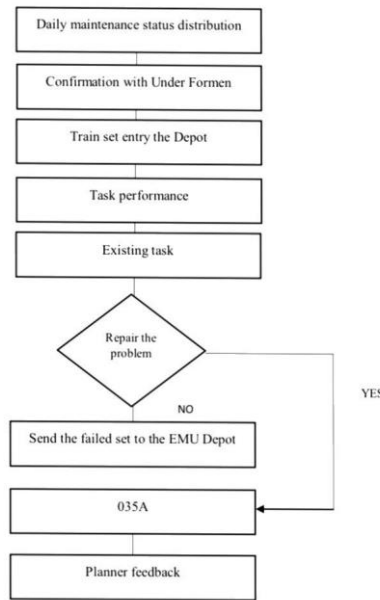 Daily maintenance status distribution
Confirmation with Under Formen
Train set entry the Depot
Task performance
Existing task
Repair the
problem
YES
NO
Send the failed set to the EMU Depot
035A
Planner feedback